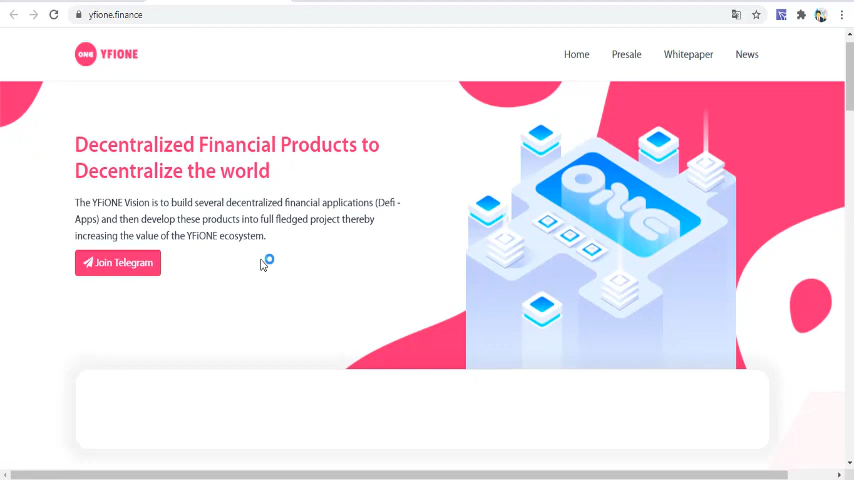 yfione.finance
ONE YFIONE
Home Presale Whitepaper News
Decentralized Financial Products to
Decentralize the world
The YFiONE Vision is to build several decentralized financial applications (Defi -
Apps) and then develop these products into full fledged project thereby
increasing the value of the YFiONE ecosystem.
Join Telegram
ONE